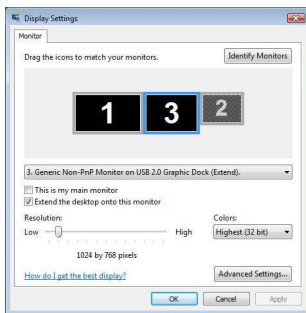 Display Settings
Monitor
Drag the icons to match your monitors.
Identify Monitors
1 3 2
3. Generic Non-PnP Monitor on USB 2.0 Graphic Dock (Extend).
This is my main monitor
Extend the desktop onto this monitor
Resolution:
Colors:
Low High
Highest (32 bit)
1024 by 768 pixels
How do I get the best display?
Advanced Settings...
OK Cancel Apply